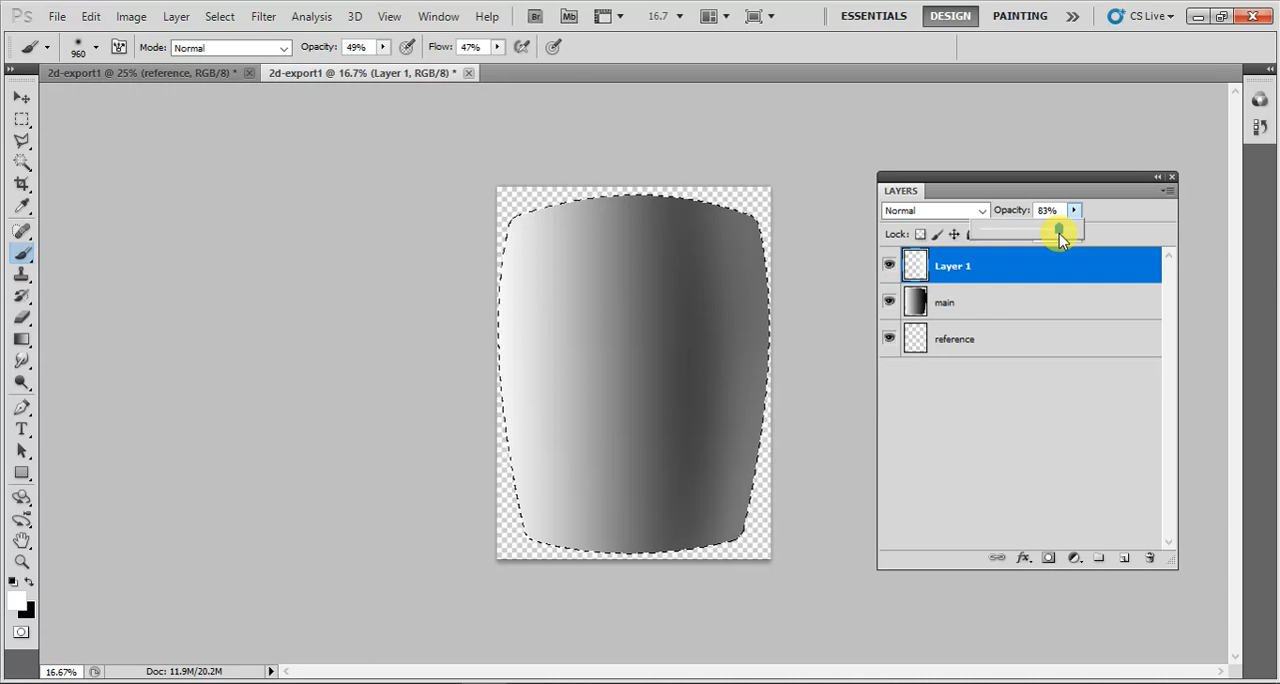 Ps File Edit Image Layer Select Filter Analysis 3D View Window Help Br Mb 16.7 ESSENTIALS DESIGN PAINTING CS Live
960 Mode: Normal Opacity: 49% Flow: 47%
2d-export1 @ 25% (reference, RGB/8) * 2d-export1 @ 16.7% (Layer 1, RGB/8) *
LAYERS
Normal Opacity: 83%
Lock:
Layer 1
main
reference
T
fx
16.67% Doc: 11.9M/20.2M